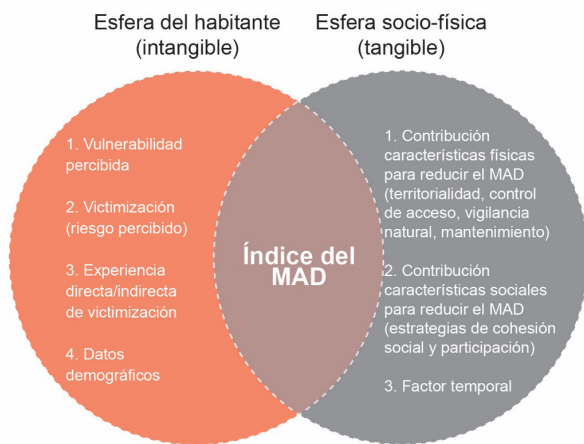 Esfera del habitante
(intangible)
Esfera socio-física
(tangible)
1. Vulnerabilidad
percibida
2. Victimización
(riesgo percibido)
3. Experiencia
directa/indirecta
de victimización
4. Datos
demográficos
Índice del
MAD
1. Contribución
características físicas
para reducir el MAD
(territorialidad, control
de acceso, vigilancia
natural, mantenimiento)
2. Contribución
características sociales
para reducir el MAD
(estrategias de cohesión
social y participación)
3. Factor temporal